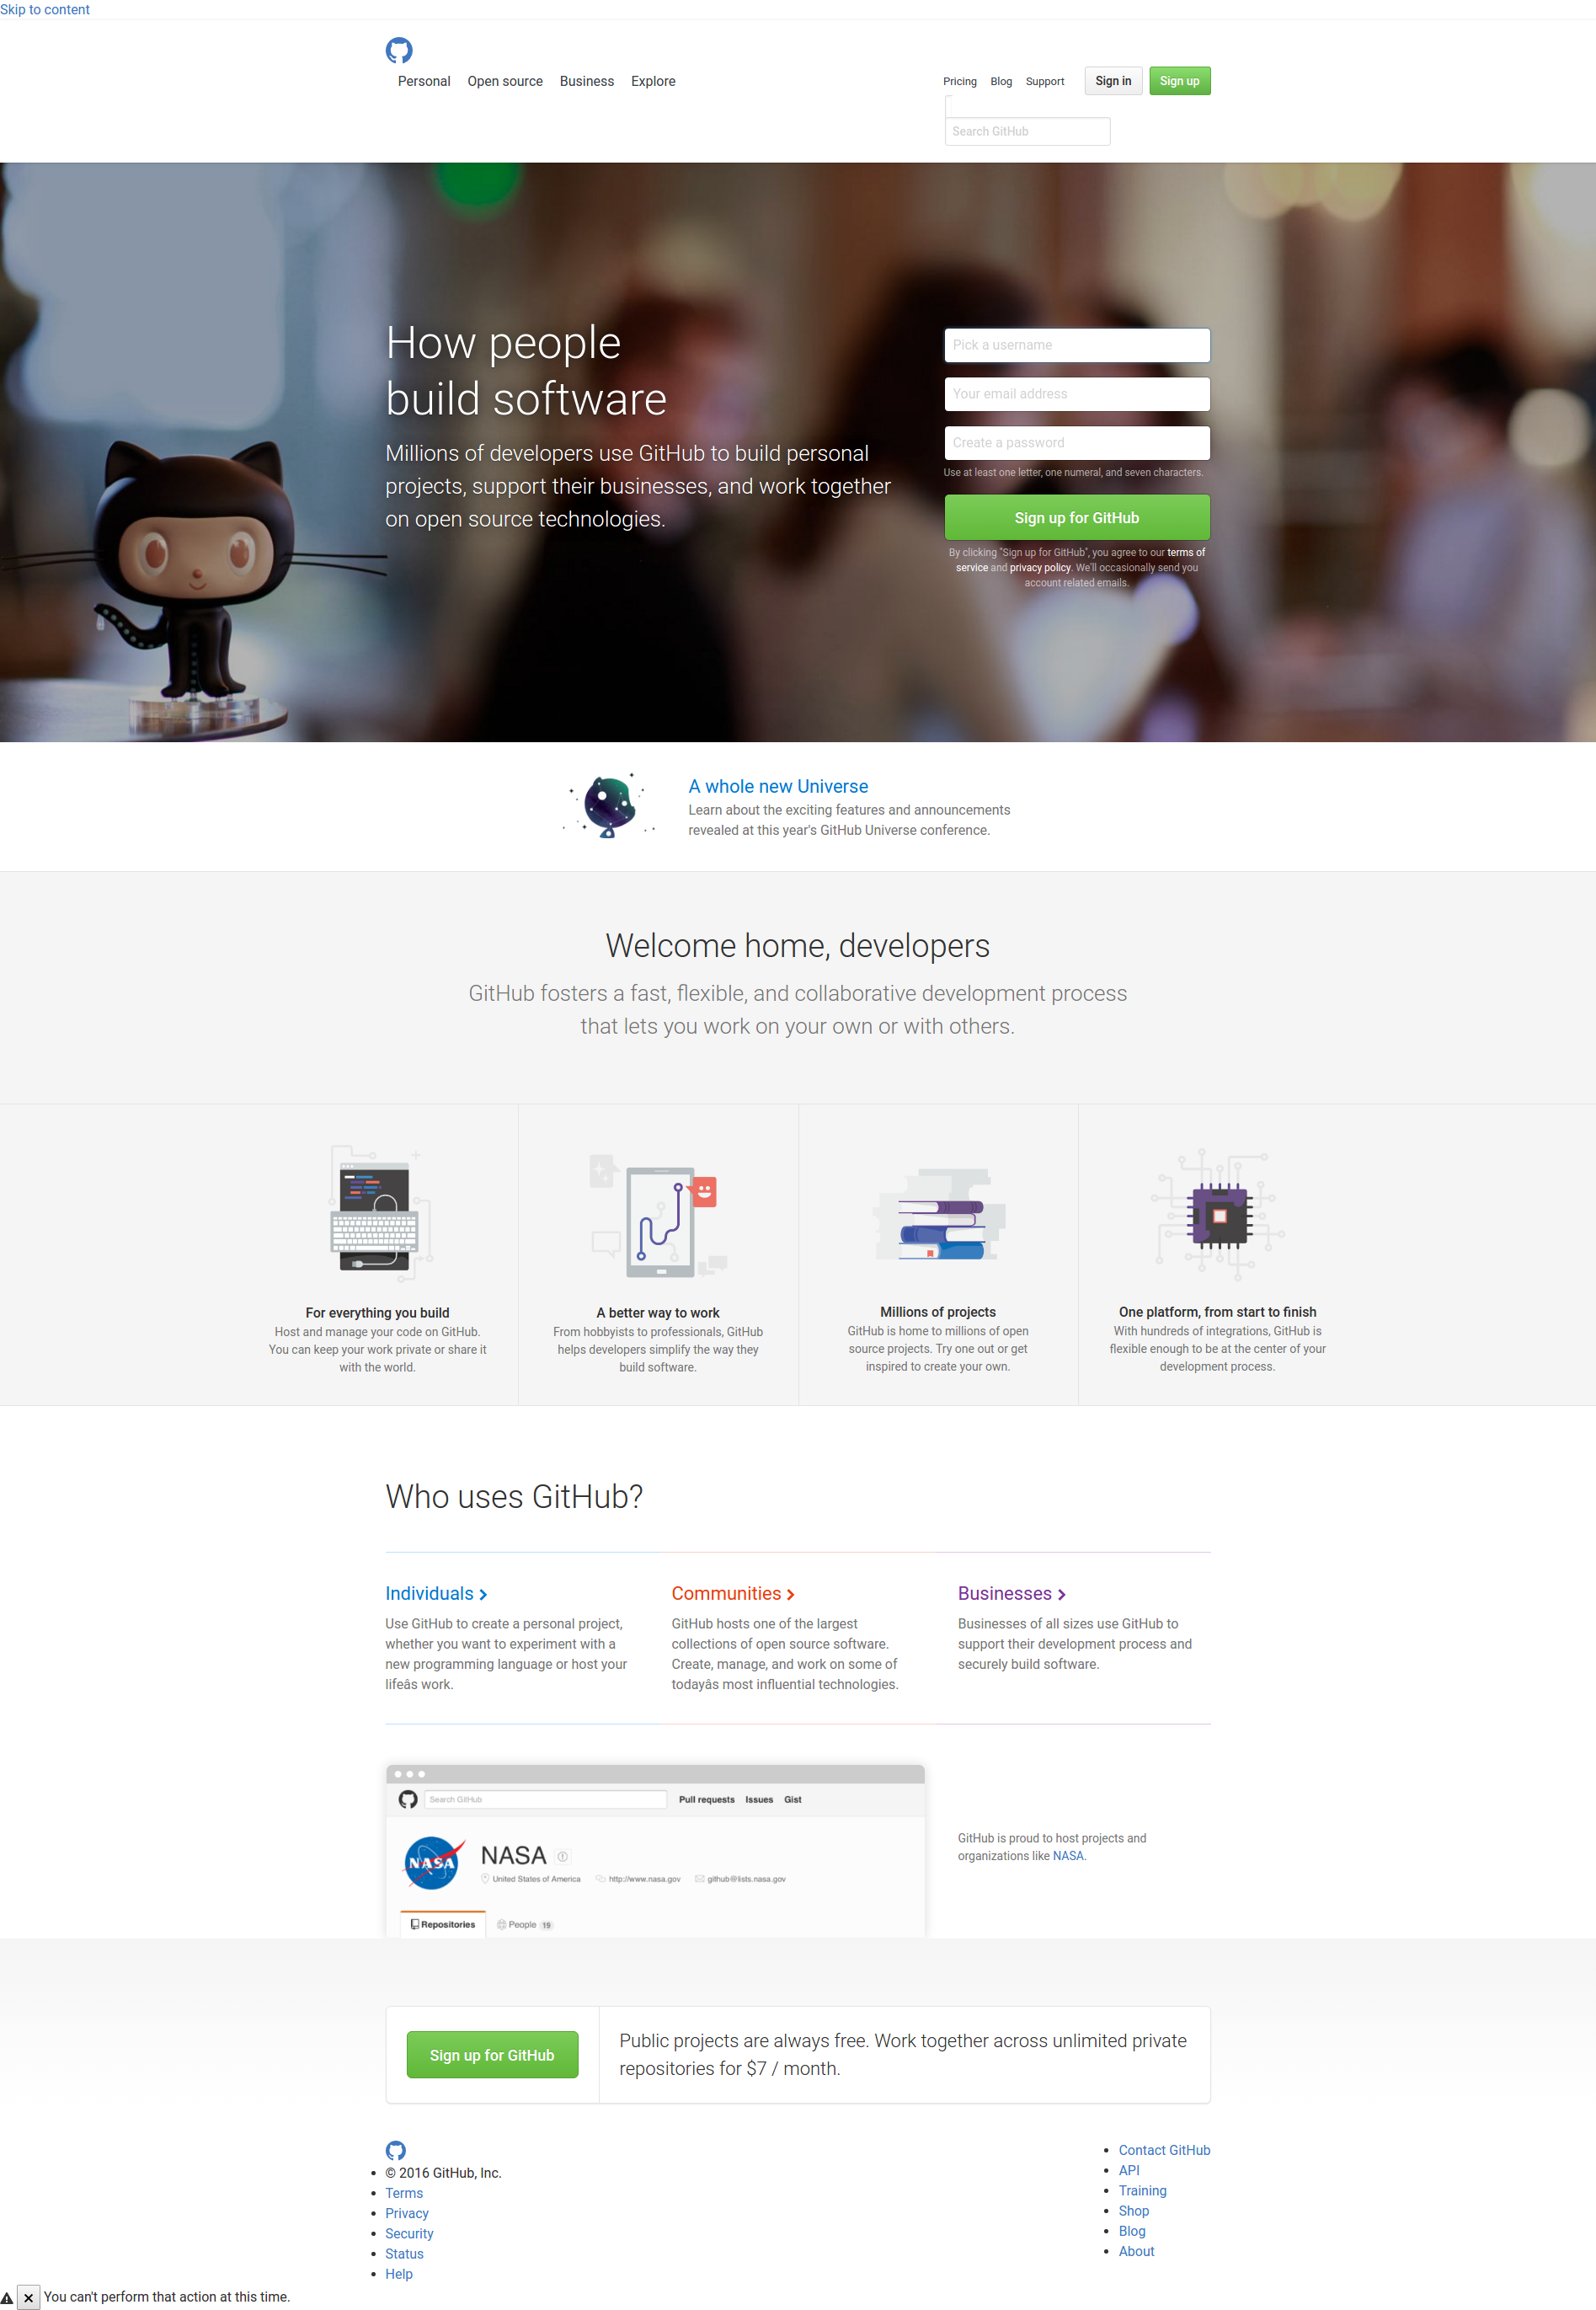 Skip to content
Personal Open source Business Explore
Pricing Blog Support Sign in Sign up
Search GitHub
How people
build software
Millions of developers use GitHub to build personal
projects, support their businesses, and work together
on open source technologies.
Pick a username
Your email address
Create a password
Use at least one letter, one numeral, and seven characters.
Sign up for GitHub
By clicking "Sign up for GitHub", you agree to our terms of
service and privacy policy. We'll occasionally send you
account related emails.
A whole new Universe
Learn about the exciting features and announcements
revealed at this year's GitHub Universe conference.
Welcome home, developers
GitHub fosters a fast, flexible, and collaborative development process
that lets you work on your own or with others.
For everything you build
Host and manage your code on GitHub.
You can keep your work private or share it
with the world.
A better way to work
From hobbyists to professionals, GitHub
helps developers simplify the way they
build software.
Millions of projects
GitHub is home to millions of open
source projects. Try one out or get
inspired to create your own.
One platform, from start to finish
With hundreds of integrations, GitHub is
flexible enough to be at the center of your
development process.
Who uses GitHub?
Individuals
Use GitHub to create a personal project,
whether you want to experiment with a
new programming language or host your
lifeâs work.
Communities
GitHub hosts one of the largest
collections of open source software.
Create, manage, and work on some of
todayâs most influential technologies.
Businesses
Businesses of all sizes use GitHub to
support their development process and
securely build software.
Search GitHub Pull requests Issues Gist
NASA
NASA
United States of America http://www.nasa.gov github@lists.nasa.gov
Repositories People 19
GitHub is proud to host projects and
organizations like NASA.
Sign up for GitHub
Public projects are always free. Work together across unlimited private
repositories for $7 / month.
© 2016 GitHub, Inc.
Terms
Privacy
Security
Status
Help
Contact GitHub
API
Training
Shop
Blog
About
You can't perform that action at this time.